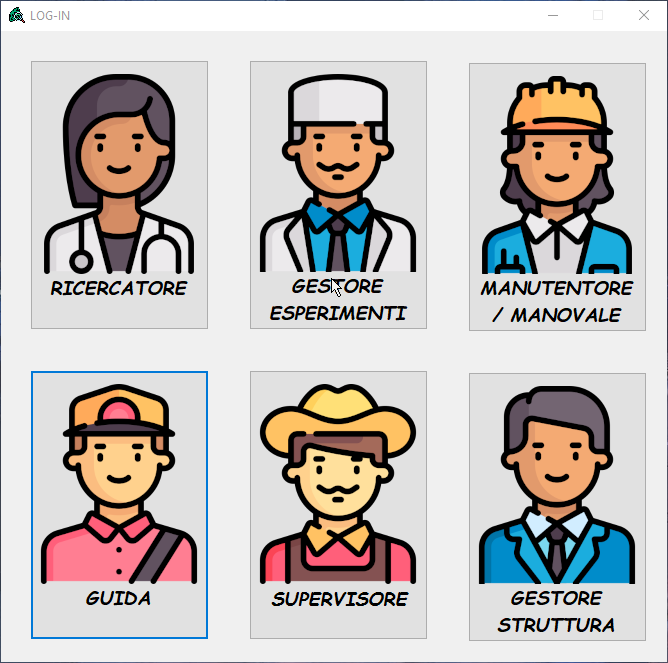 LOG-IN
RICERCATORE
GESTORE
ESPERIMENTI
MANUTENTORE
/ MANOVALE
GUIDA
SUPERVISORE
GESTORE
STRUTTURA